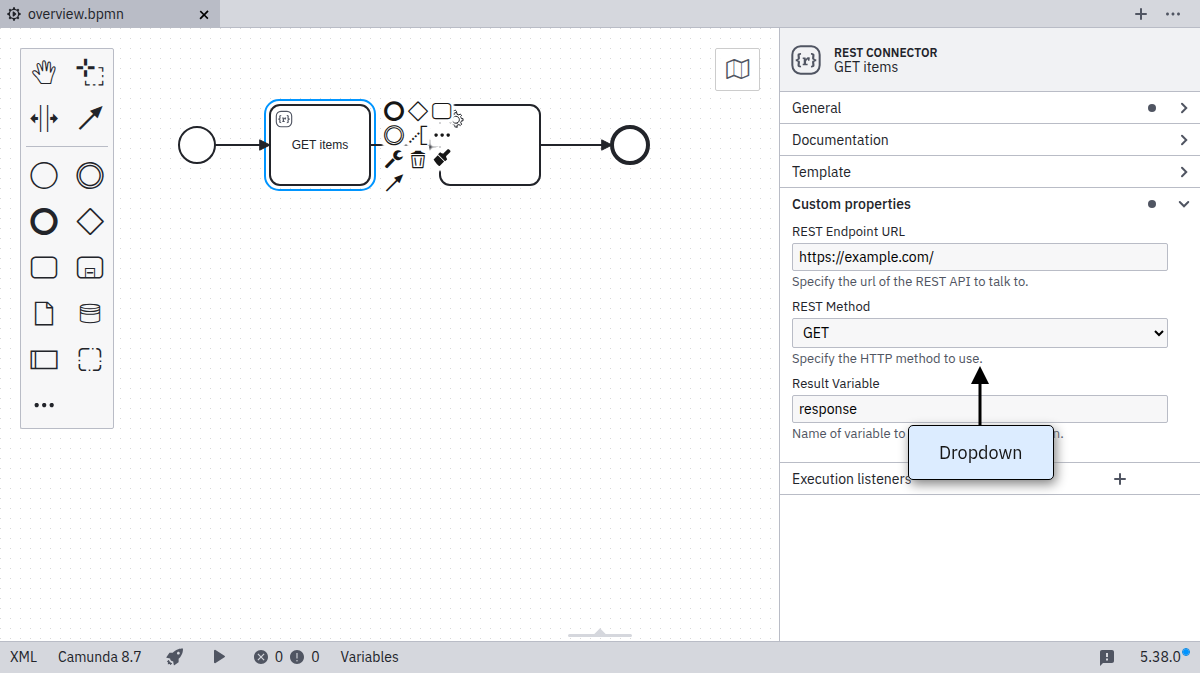 overview.bpmn
REST CONNECTOR
GET items
{r}
GET items
General
Documentation
Template
Custom properties
REST Endpoint URL
https://example.com/
Specify the url of the REST API to talk to.
REST Method
GET
Specify the HTTP method to use.
Result Variable
response
Name of variable to
n.
Dropdown
Execution listeners
XML
Camunda 8.7
0
0
Variables
5.38.0